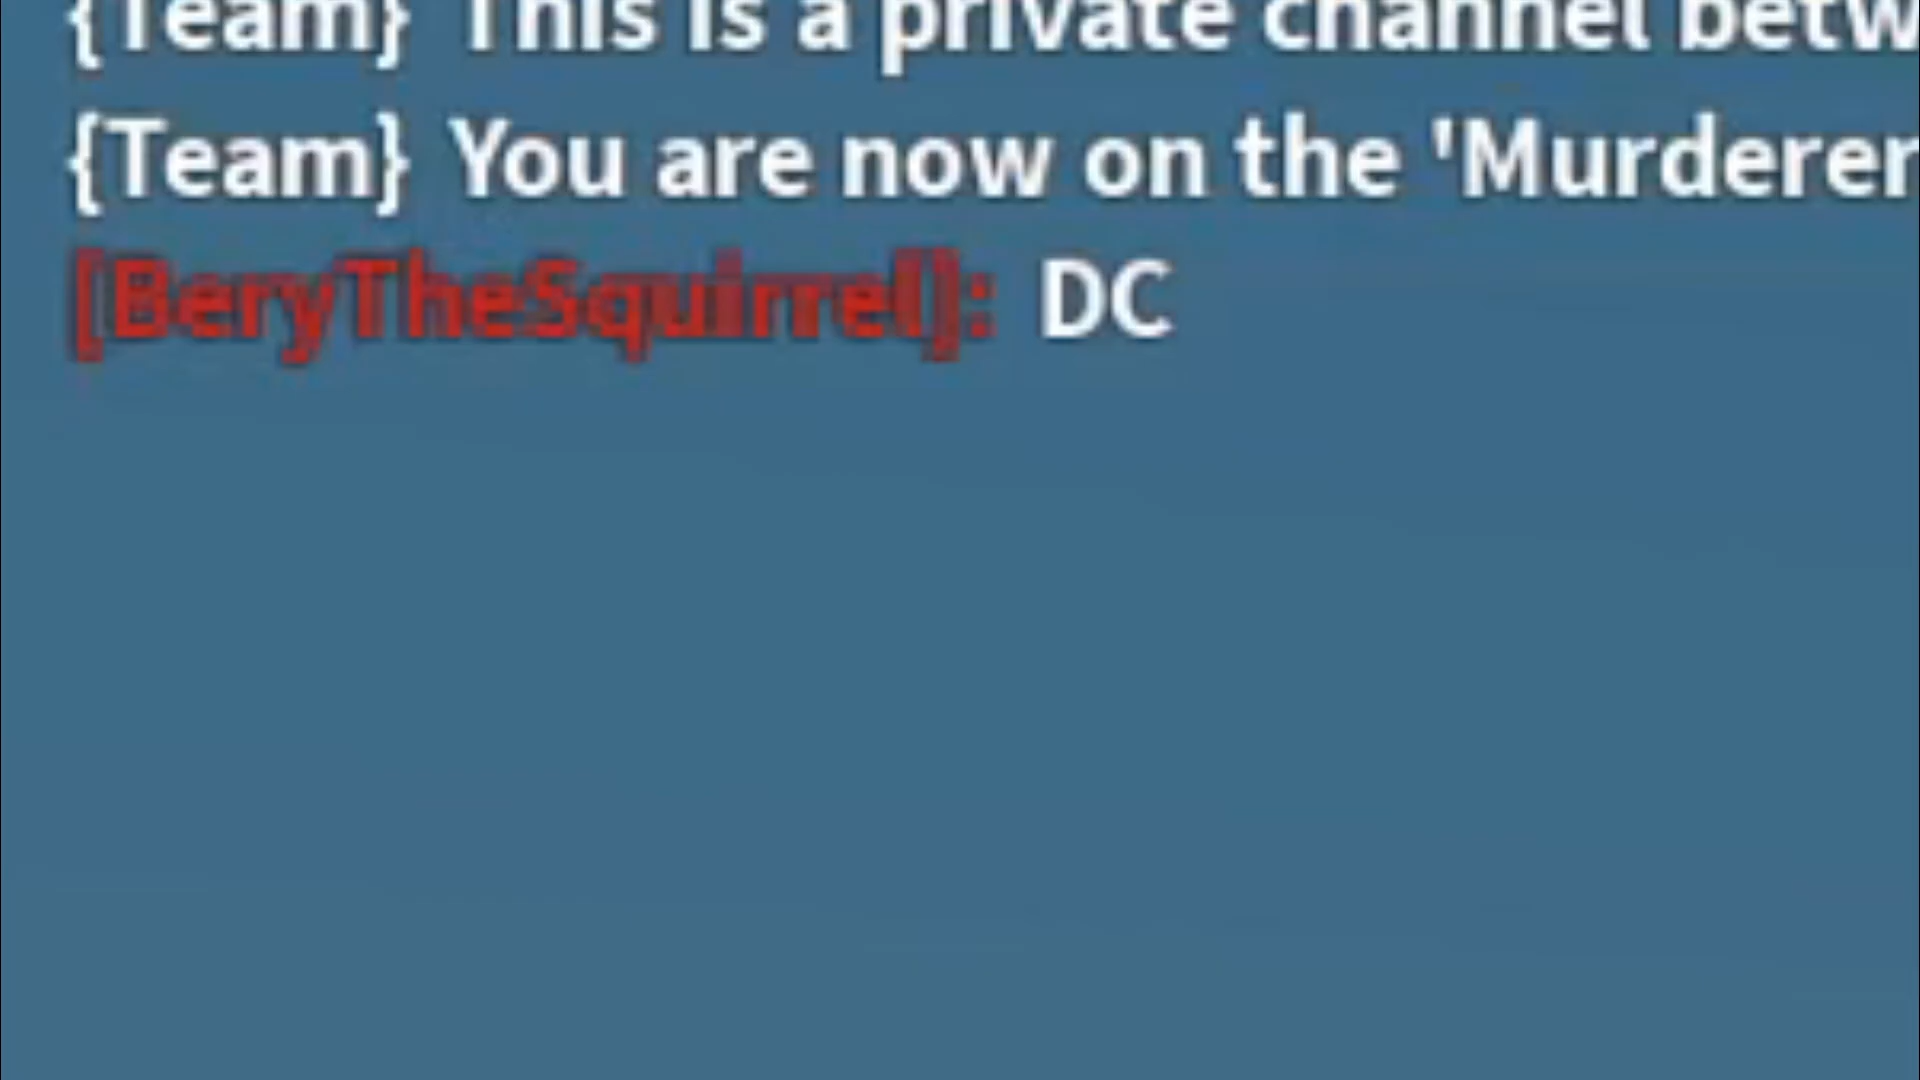 {Team} This is a private channel betw
{Team} You are now on the 'Murderer
[BeryTheSquirrel]: DC